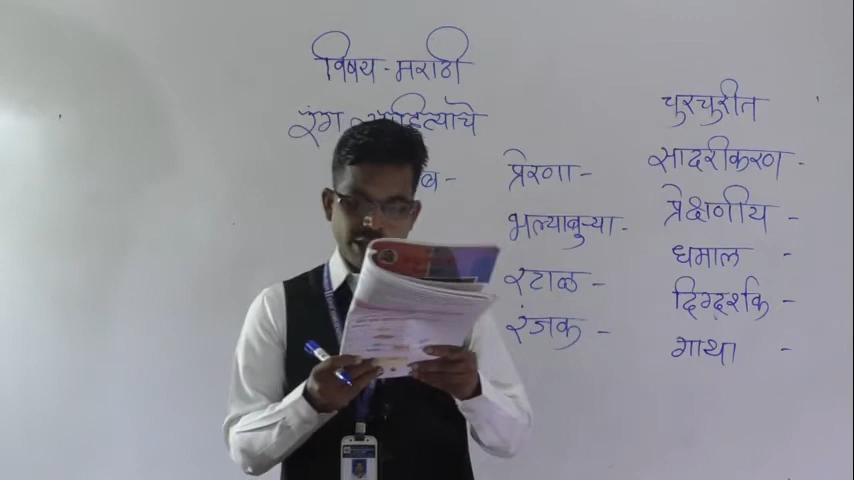 विषय - मराठी
रंग साहित्याचे
प्रेरणा -
भल्याबुऱ्या -
रटाळ -
रंजक -
चुरचुरीत
सादरीकरण -
प्रेक्षणीय -
धमाल -
दिग्दर्शक -
गाथा -